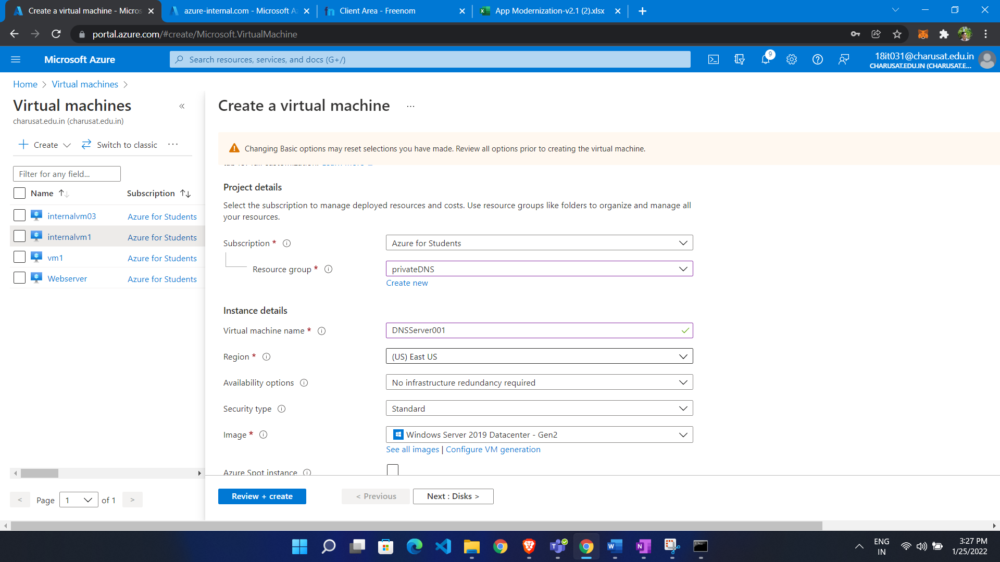 Create a virtual machine - Micros
azure-internal.com - Microsoft A
Client Area - Freenom
App Modernization-v2.1 (2).xlsx
portal.azure.com/#create/Microsoft.VirtualMachine
Microsoft Azure
Search resources, services, and docs (G+/)
9
18it031@charusat.edu.in
CHARUSAT.EDU.IN (CHARUSAT.E...
Home > Virtual machines >
Virtual machines
«
charusat.edu.in (charusat.edu.in)
+ Create
Switch to classic
...
Filter for any field...
Name
Subscription
internalvm03
Azure for Students
internalvm1
Azure for Students
vm1
Azure for Students
Webserver
Azure for Students
< Page 1 of 1 >
Create a virtual machine ...
Changing Basic options may reset selections you have made. Review all options prior to creating the virtual machine.
Project details
Select the subscription to manage deployed resources and costs. Use resource groups like folders to organize and manage all
your resources.
Subscription *
Azure for Students
Resource group *
privateDNS
Create new
Instance details
Virtual machine name *
DNSServer001
Region *
(US) East US
Availability options
No infrastructure redundancy required
Security type
Standard
Image *
Windows Server 2019 Datacenter - Gen2
See all images | Configure VM generation
Azure Spot instance
Review + create
< Previous
Next : Disks >
ENG
IN
3:27 PM
1/25/2022